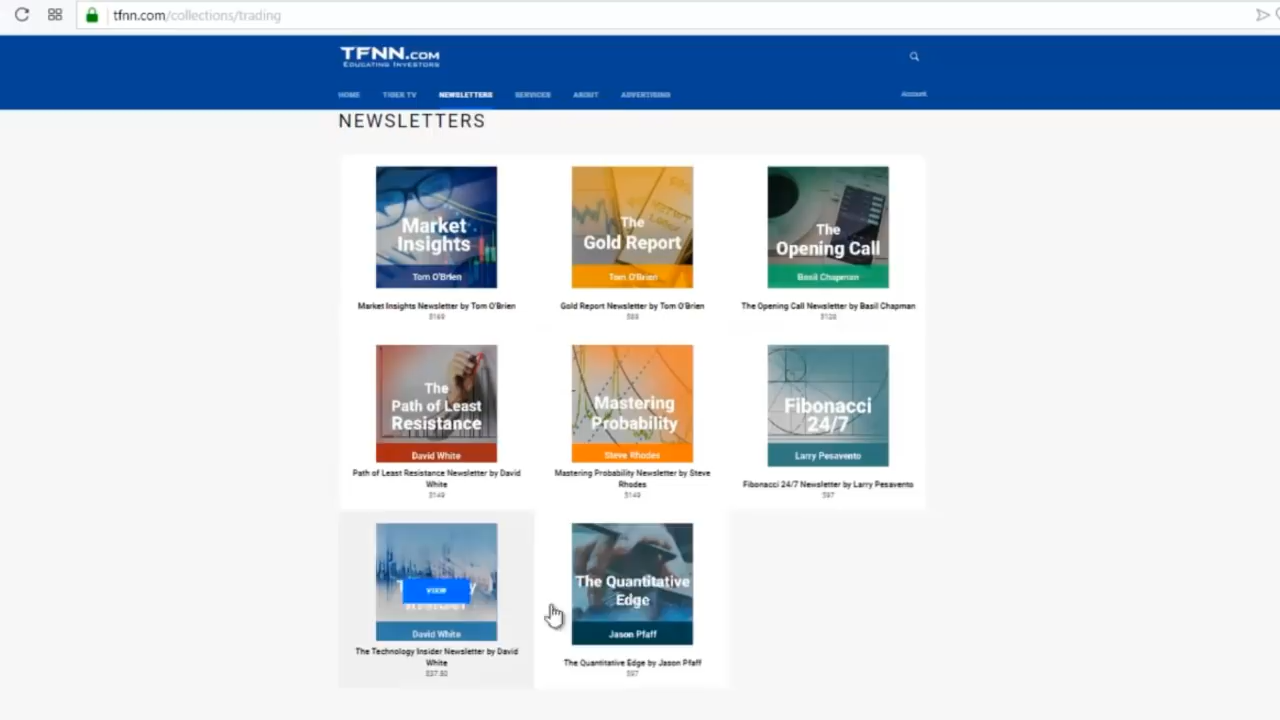 tfnn.com/collections/trading
TFNN.COM
EDUCATING INVESTORS
HOME TIGER TV NEWSLETTERS SERVICES ABOUT ADVERTISING Account
NEWSLETTERS
Market
Insights
Tom O'Brien
Market Insights Newsletter by Tom O'Brien
$169
The
Gold Report
Tom O'Brien
Gold Report Newsletter by Tom O'Brien
The
Opening Call
Basil Chapman
The Opening Call Newsletter by Basil Chapman
The
Path of Least
Resistance
David White
Path of Least Resistance Newsletter by David
White
$149
Mastering
Probability
Steve Rhodes
Mastering Probability Newsletter by Steve
Rhodes
$149
Fibonacci
24/7
Larry Pesavento
Fibonacci 24/7 Newsletter by Larry Pesavento
$97
VIEW
David White
The Technology Insider Newsletter by David
White
$37.50
The Quantitative
Edge
Jason Pfaff
The Quantitative Edge by Jason Pfaff
$97